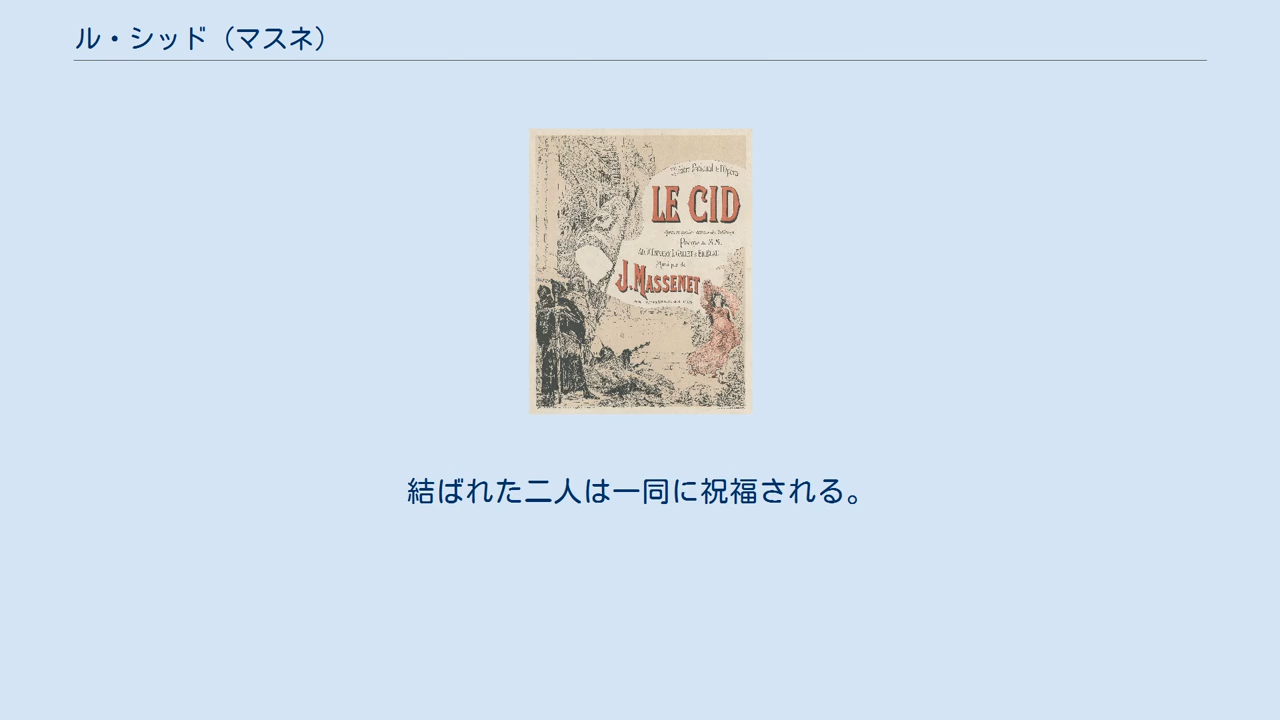 ル・シッド（マスネ）
LE CID
J. MASSENET
結ばれた二人は一同に祝福される。